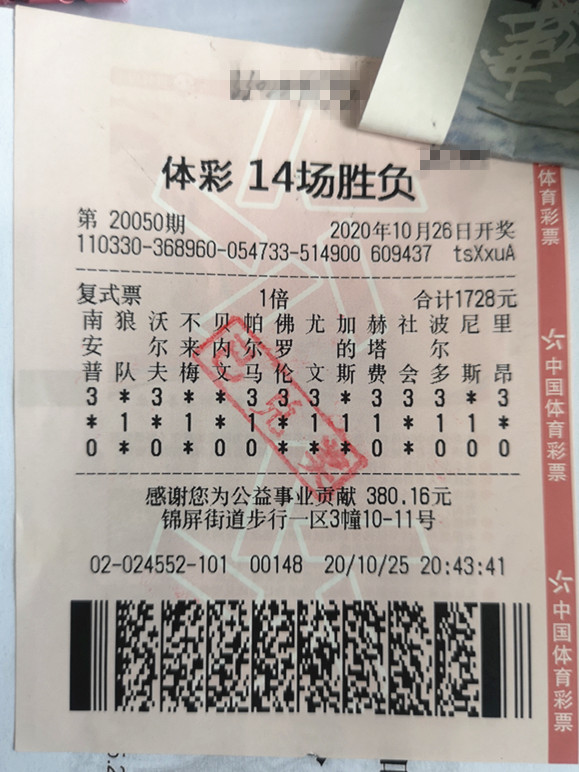 体彩 14场胜负
第 20050期 2020年10月26日开奖
110330-368960-054733-514900 609437 tsXxuA
复式票 1倍 合计1728元
南 狼 沃 不 贝 帕 佛 尤 加 赫 社 波 尼 里
安 尔 来 内 尔 罗 的 塔 尔
普 队 夫 梅 文 马 伦 文 斯 费 会 多 斯 昂
3 * 3 * * 3 3 3 * 3 3 3 * 3
* 1 * 1 * 1 * 1 1 1 * 1 1 *
0 * 0 * 0 0 * * * 0 * 0 0 0
已兑奖
感谢您为公益事业贡献 380.16元
锦屏街道步行一区3幢10-11号
02-024552-101 00148 20/10/25 20:43:41
体育彩票
中国体育彩票
中国体育彩票